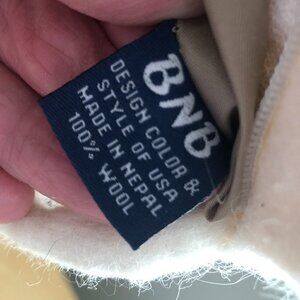 BNB
DESIGN COLOR &
STYLE OF USA
MADE IN NEPAL
100% WOOL